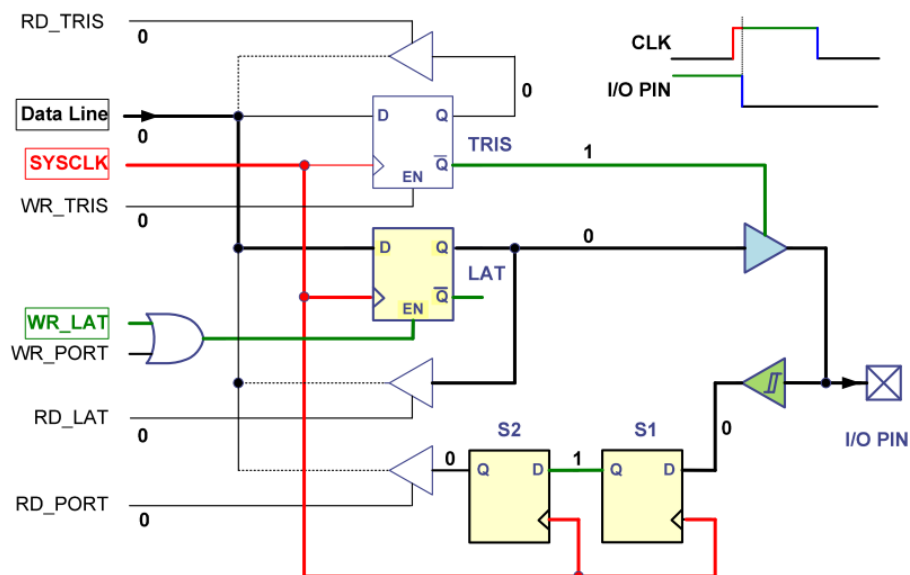 RD_TRIS
0
CLK
I/O PIN
0
Data Line
0
D
Q
TRIS
SYSCLK
Q
1
EN
WR_TRIS
0
D
Q
0
LAT
Q
EN
WR_LAT
WR_PORT
RD_LAT
0
S2
S1
0
I/O PIN
0
Q
D
1
Q
D
RD_PORT
0